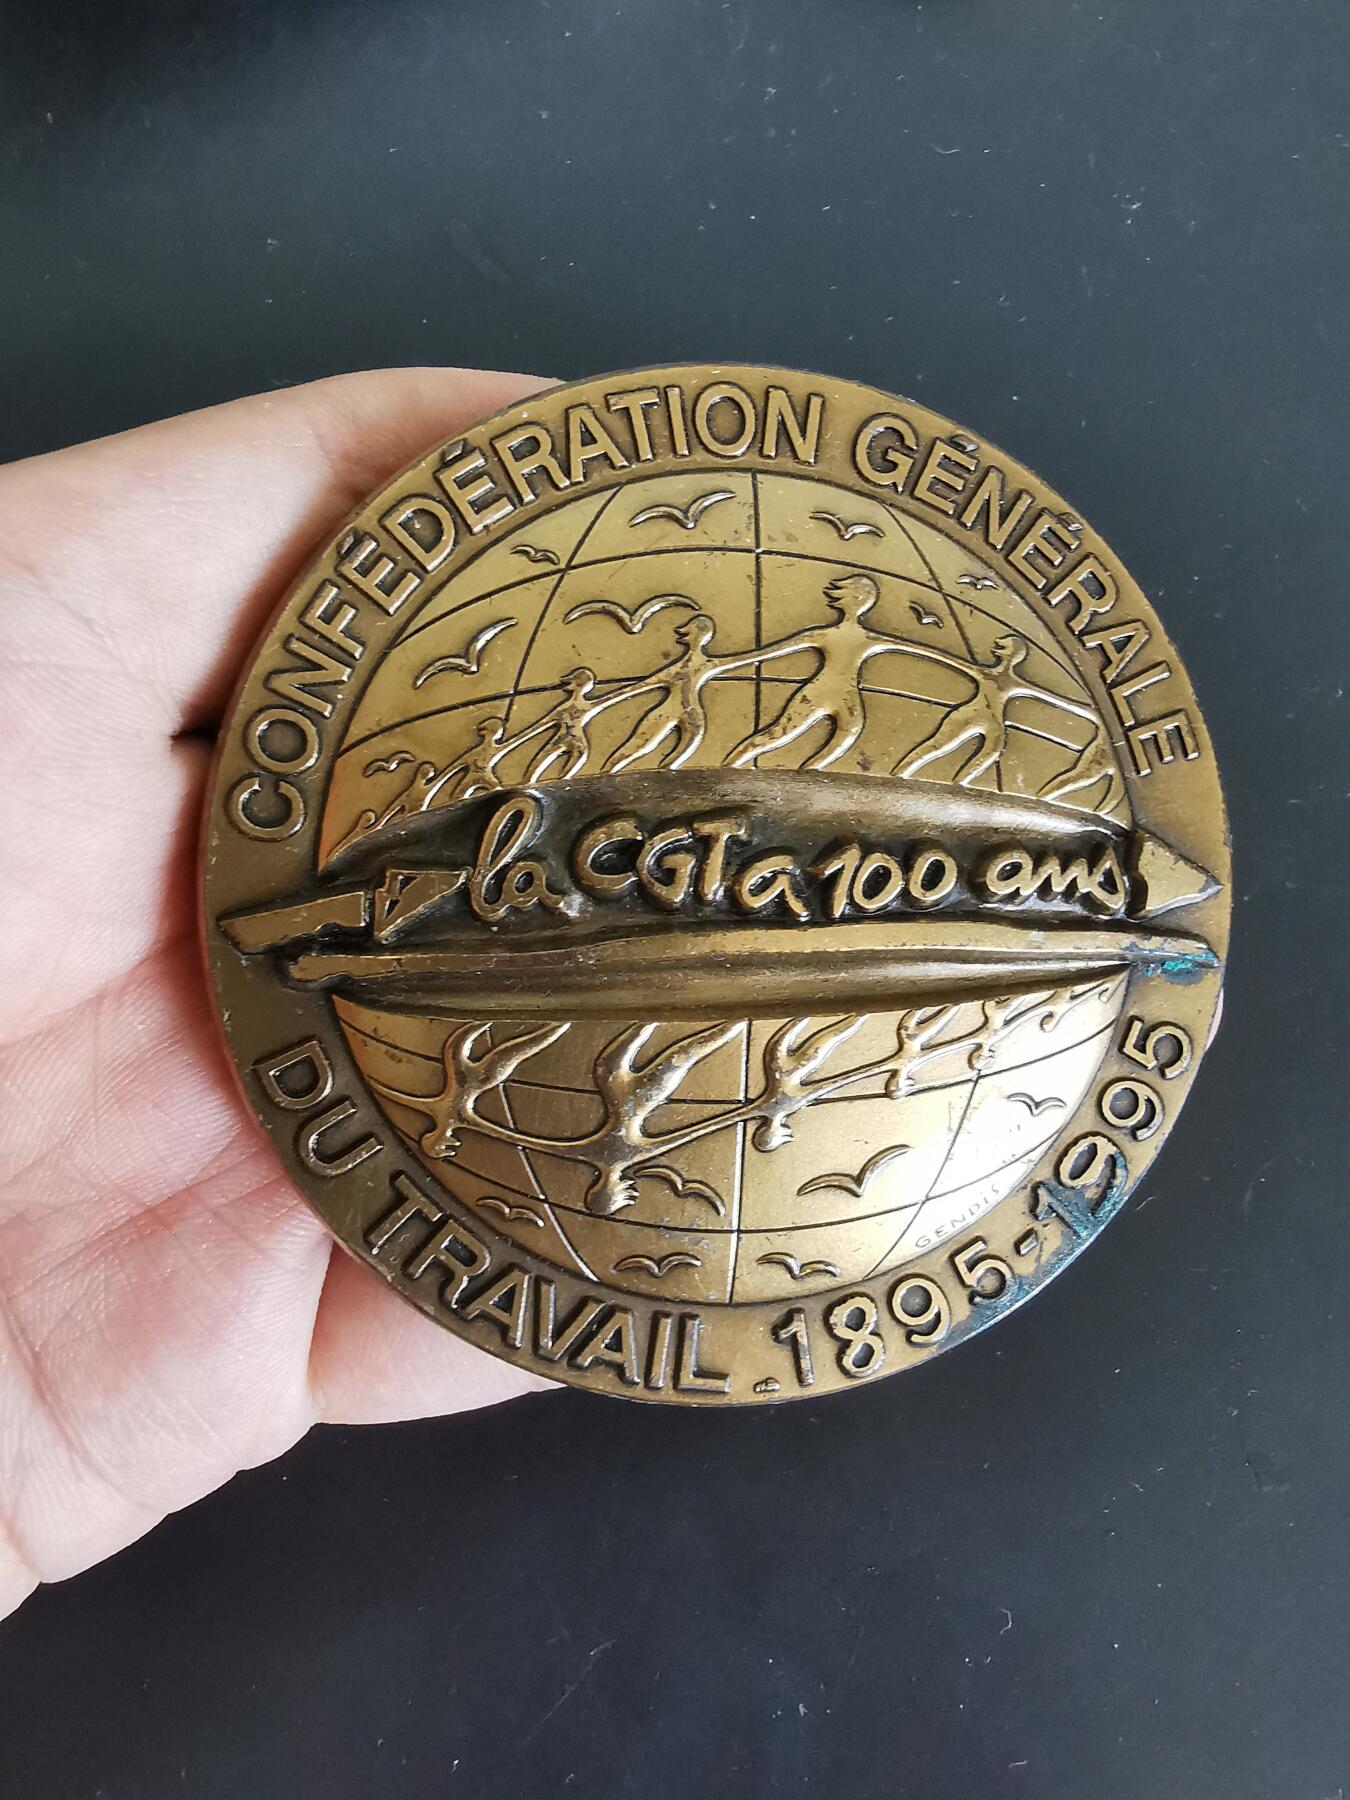 CONFÉDÉRATION GÉNÉRALE
la CGT a 100 ans
DU TRAVAIL 1895-1995
GENDIS